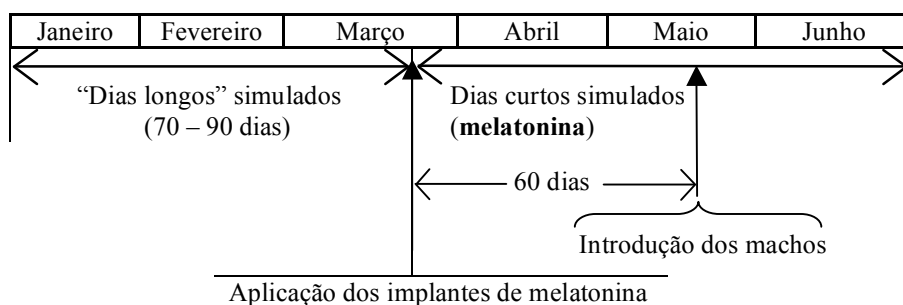 Janeiro Fevereiro Março Abril Maio Junho
“Dias longos” simulados
(70 – 90 dias)
Dias curtos simulados
(melatonina)
60 dias
Introdução dos machos
Aplicação dos implantes de melatonina